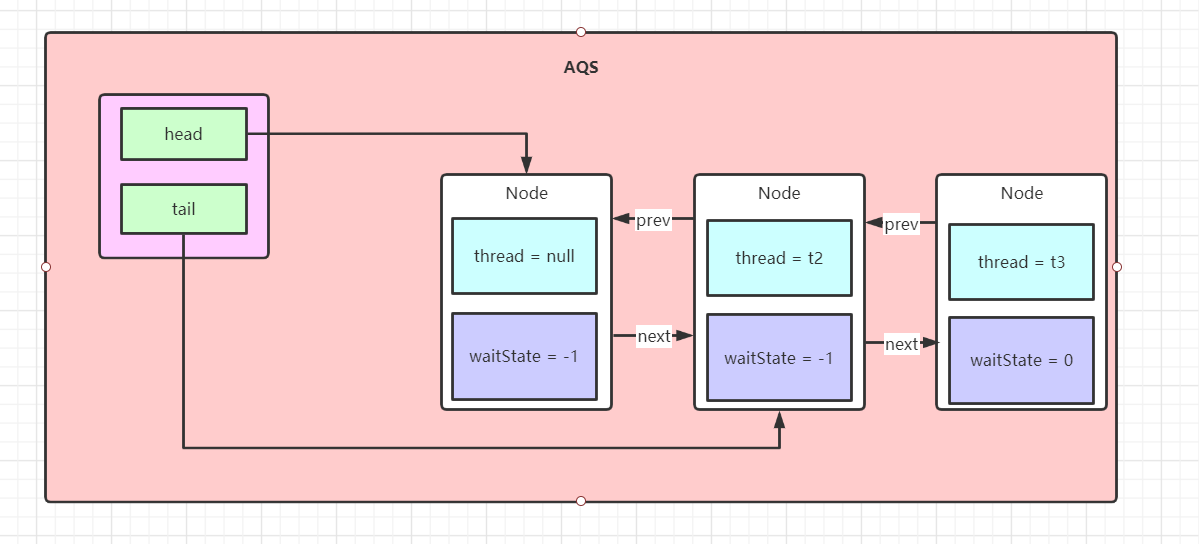 AQS
head
tail
Node
thread = null
waitState = -1
prev
next
Node
thread = t2
waitState = -1
prev
next
Node
thread = t3
waitState = 0